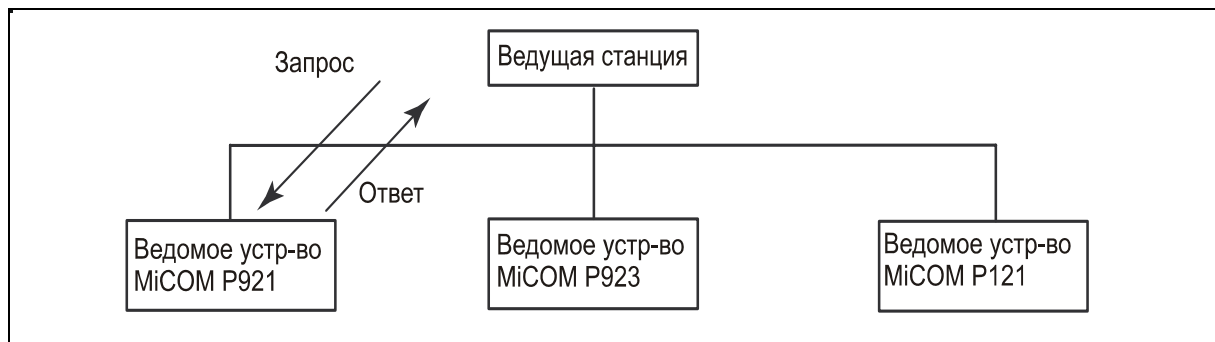 Ведущая станция
Запрос
Ответ
Ведомое устр-во
MiCOM P921
Ведомое устр-во
MiCOM P923
Ведомое устр-во
MiCOM P121